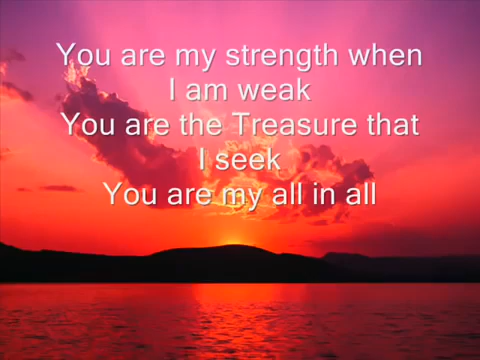 You are my strength when
I am weak
You are the Treasure that
I seek
You are my all in all